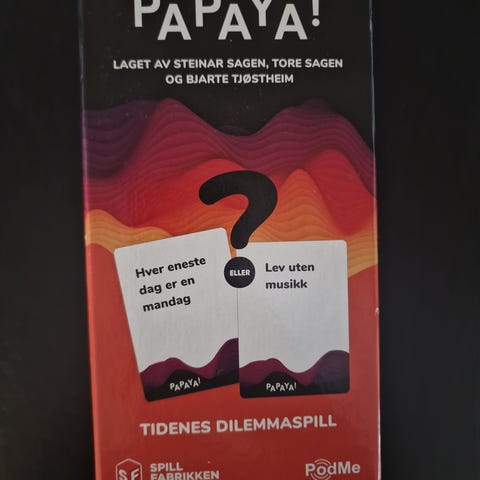 PAPAYA!
LAGET AV STEINAR SAGEN, TORE SAGEN
OG BJARTE TJØSTHEIM
?
Hver eneste
dag er en
mandag
ELLER
Lev uten
musikk
PAPAYA!
PAPAYA!
TIDENES DILEMMASPILL
SF
SPILL
FABRIKKEN
PodMe